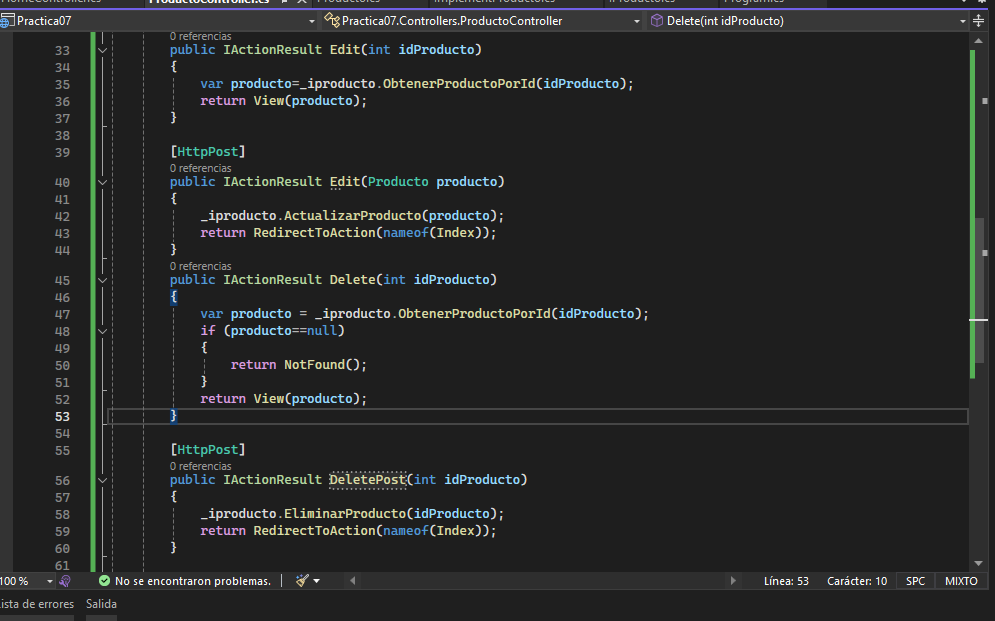 ProductoController.cs
Practica07
Practica07.Controllers.ProductoController
Delete(int idProducto)
0 referencias
33 public IActionResult Edit(int idProducto)
34 {
35 var producto=_iproducto.ObtenerProductoPorId(idProducto);
36 return View(producto);
37 }
38
39 [HttpPost]
0 referencias
40 public IActionResult Edit(Producto producto)
41 {
42 _iproducto.ActualizarProducto(producto);
43 return RedirectToAction(nameof(Index));
44 }
0 referencias
45 public IActionResult Delete(int idProducto)
46 {
47 var producto = _iproducto.ObtenerProductoPorId(idProducto);
48 if (producto==null)
49 {
50 return NotFound();
51 }
52 return View(producto);
53 }
54
55 [HttpPost]
0 referencias
56 public IActionResult DeletePost(int idProducto)
57 {
58 _iproducto.EliminarProducto(idProducto);
59 return RedirectToAction(nameof(Index));
60 }
61
100 % No se encontraron problemas. Línea: 53 Carácter: 10 SPC MIXTO
ista de errores Salida